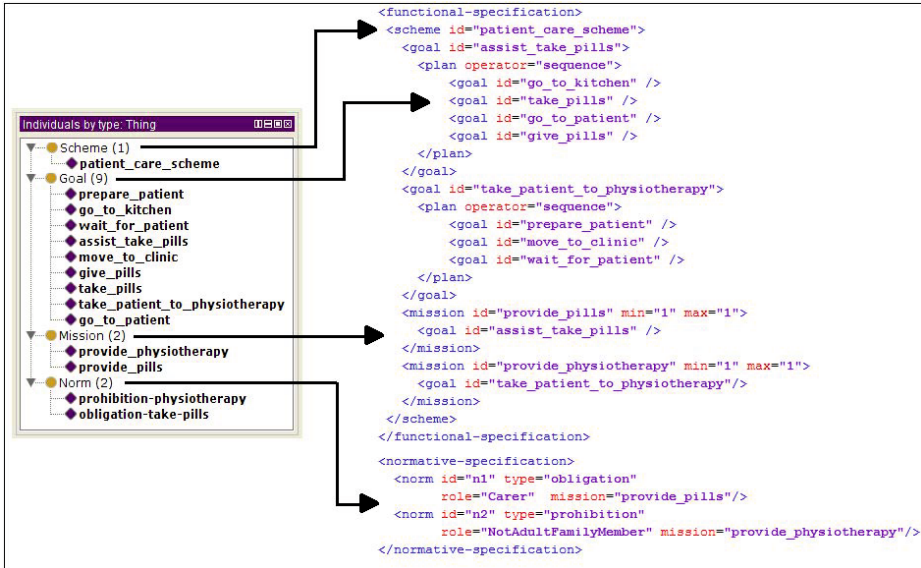 Individuals by type: Thing
Scheme (1)
patient_care_scheme
Goal (9)
prepare_patient
go_to_kitchen
wait_for_patient
assist_take_pills
move_to_clinic
give_pills
take_pills
take_patient_to_physiotherapy
go_to_patient
Mission (2)
provide_physiotherapy
provide_pills
Norm (2)
prohibition-physiotherapy
obligation-take-pills
<functional-specification>
<scheme id="patient_care_scheme">
<goal id="assist_take_pills">
<plan operator="sequence">
<goal id="go_to_kitchen" />
<goal id="take_pills" />
<goal id="go_to_patient" />
<goal id="give_pills" />
</plan>
</goal>
<goal id="take_patient_to_physiotherapy">
<plan operator="sequence">
<goal id="prepare_patient" />
<goal id="move_to_clinic" />
<goal id="wait_for_patient" />
</plan>
</goal>
<mission id="provide_pills" min="1" max="1">
<goal id="assist_take_pills" />
</mission>
<mission id="provide_physiotherapy" min="1" max="1">
<goal id="take_patient_to_physiotherapy"/>
</mission>
</scheme>
</functional-specification>
<normative-specification>
<norm id="n1" type="obligation"
role="Carer" mission="provide_pills"/>
<norm id="n2" type="prohibition"
role="NotAdultFamilyMember" mission="provide_physiotherapy"/>
</normative-specification>